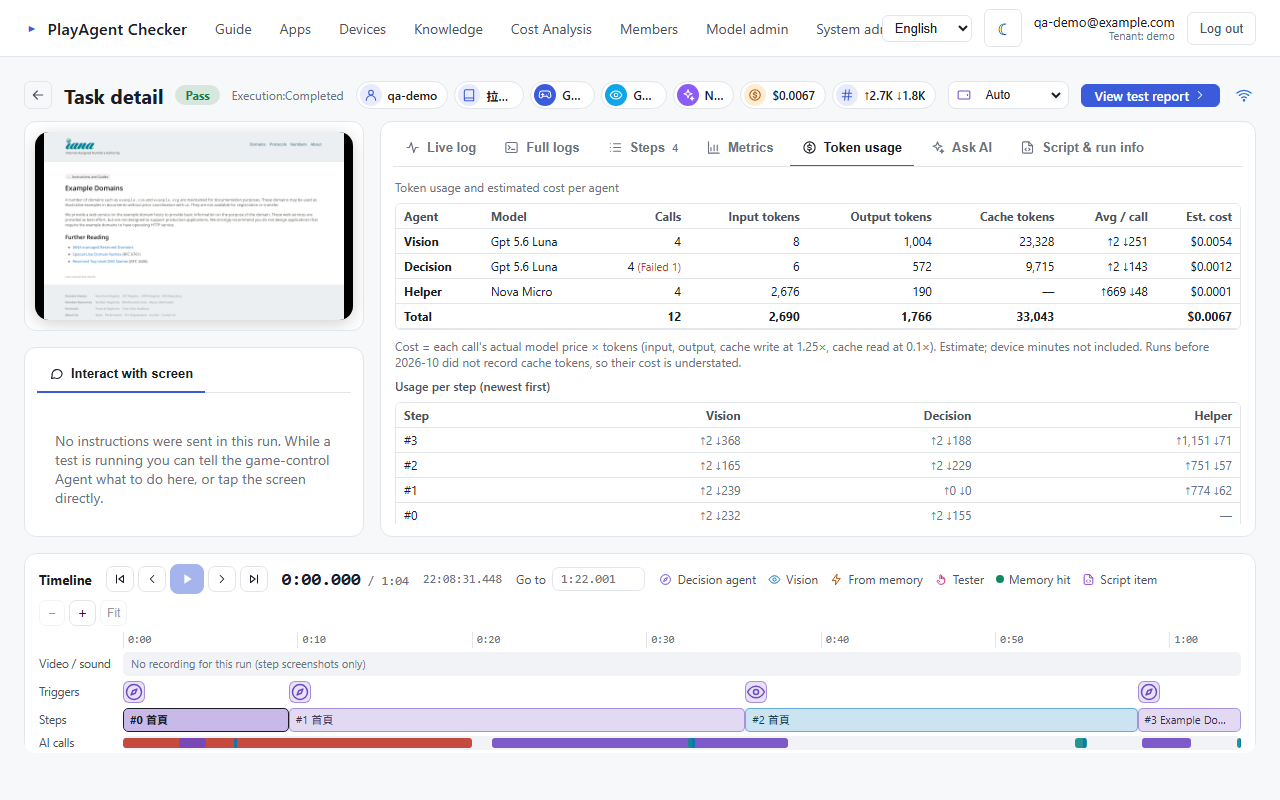 PlayAgent Checker Guide Apps Devices Knowledge Cost Analysis Members Model admin System adr English qa-demo@example.com Log out
Tenant: demo
Task detail Pass Execution:Completed qa-demo 拉... G... G... N... $0.0067 ↑2.7K ↓1.8K Auto View test report
iana
Example Domains
Further Reading
Interact with screen
No instructions were sent in this run. While a
test is running you can tell the game-control
Agent what to do here, or tap the screen
directly.
Live log Full logs Steps 4 Metrics Token usage Ask AI Script & run info
Token usage and estimated cost per agent
Agent Model Calls Input tokens Output tokens Cache tokens Avg / call Est. cost
Vision Gpt 5.6 Luna 4 8 1,004 23,328 ↑2 ↓251 $0.0054
Decision Gpt 5.6 Luna 4 (Failed 1) 6 572 9,715 ↑2 ↓143 $0.0012
Helper Nova Micro 4 2,676 190 — ↑669 ↓48 $0.0001
Total 12 2,690 1,766 33,043 $0.0067
Cost = each call's actual model price × tokens (input, output, cache write at 1.25×, cache read at 0.1×). Estimate; device minutes not included. Runs before
2026-10 did not record cache tokens, so their cost is understated.
Usage per step (newest first)
Step Vision Decision Helper
#3 ↑2 ↓368 ↑2 ↓188 ↑1,151 ↓71
#2 ↑2 ↓165 ↑2 ↓229 ↑751 ↓57
#1 ↑2 ↓239 ↑0 ↓0 ↑774 ↓62
#0 ↑2 ↓232 ↑2 ↓155 —
Timeline 0:00.000 / 1:04 22:08:31.448 Go to 1:22.001 Decision agent Vision From memory Tester Memory hit Script item
− + Fit
0:00 0:10 0:20 0:30 0:40 0:50 1:00
Video / sound No recording for this run (step screenshots only)
Triggers
Steps #0 首頁 #1 首頁 #2 首頁 #3 Example Do...
AI calls